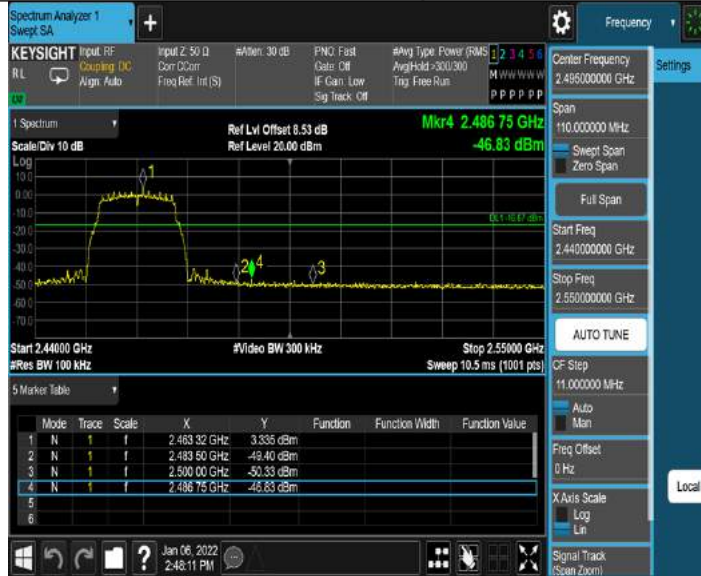 Spectrum Analyzer 1
Swept SA
+
Frequency
KEYSIGHT
RL
LW
Input: RF
Coupling: DC
Align: Auto
Input Z: 50 Ω
Corr CCorr
Freq Ref: Int (S)
#Atten: 30 dB
PNO: Fast
Gate: Off
IF Gain: Low
Sig Track: Off
#Avg Type: Power (RMS
Avg|Hold:>300/300
Trig: Free Run
1 2 3 4 5 6
M W W W W W
P P P P P P
1 Spectrum
Scale/Div 10 dB
Ref Lvl Offset 8.53 dB
Ref Level 20.00 dBm
Mkr4 2.486 75 GHz
-46.83 dBm
Log
10.0
0.00
-10.0
-20.0
-30.0
-40.0
-50.0
-60.0
-70.0
1
2
4
3
DL1 -16.67 dBm
Start 2.44000 GHz
#Res BW 100 kHz
#Video BW 300 kHz
Stop 2.55000 GHz
Sweep 10.5 ms (1001 pts)
5 Marker Table
Mode Trace Scale X Y Function Function Width Function Value
1 N 1 f 2.463 32 GHz 3.335 dBm
2 N 1 f 2.483 50 GHz -49.40 dBm
3 N 1 f 2.500 00 GHz -50.33 dBm
4 N 1 f 2.486 75 GHz -46.83 dBm
5
6
?
Jan 06, 2022
2:48:11 PM
Center Frequency
2.495000000 GHz
Span
110.000000 MHz
Swept Span
Zero Span
Full Span
Start Freq
2.440000000 GHz
Stop Freq
2.550000000 GHz
AUTO TUNE
CF Step
11.000000 MHz
Auto
Man
Freq Offset
0 Hz
X Axis Scale
Log
Lin
Signal Track
(Span Zoom)
Settings
Local